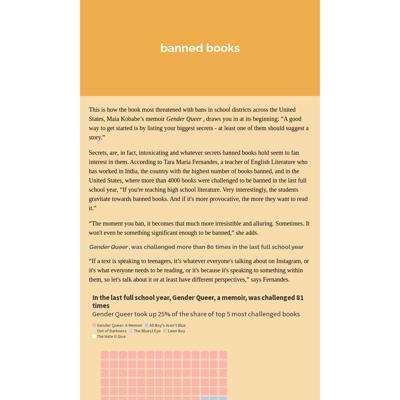 banned books
This is how the book most threatened with bans in school districts across the United
States, Maia Kobabe's memoir Gender Queer , draws you in at its beginning: "A good
way to get started is by listing your biggest secrets - at least one of them should suggest a
story."
Secrets, are, in fact, intoxicating and whatever secrets banned books hold seem to fan
interest in them. According to Tara Maria Fernandes, a teacher of English Literature who
has worked in India, the country with the highest number of books banned, and in the
United States, where more than 4000 books were challenged to be banned in the last full
school year, "If you're teaching high school literature. Very interestingly, the students
gravitate towards banned books. And if it's more provocative, the more they want to read
it."
"The moment you ban, it becomes that much more irresistible and alluring. Sometimes. It
won't even be something significant enough to be banned," she adds.
Gender Queer , was challenged more than 80 times in the last full school year
"If a text is speaking to teenagers, it's whatever everyone's talking about on Instagram, or
it's what everyone needs to be reading, or it's because it's speaking to something within
them, so let's talk about it or at least have different perspectives," says Fernandes.
In the last full school year, Gender Queer, a memoir, was challenged 81
times
Gender Queer took up 25% of the share of top 5 most challenged books
Gender Queer: A Memoir All Boy's Aren't Blue
Out of Darkness The Bluest Eye Lawn Boy
The Hate U Give